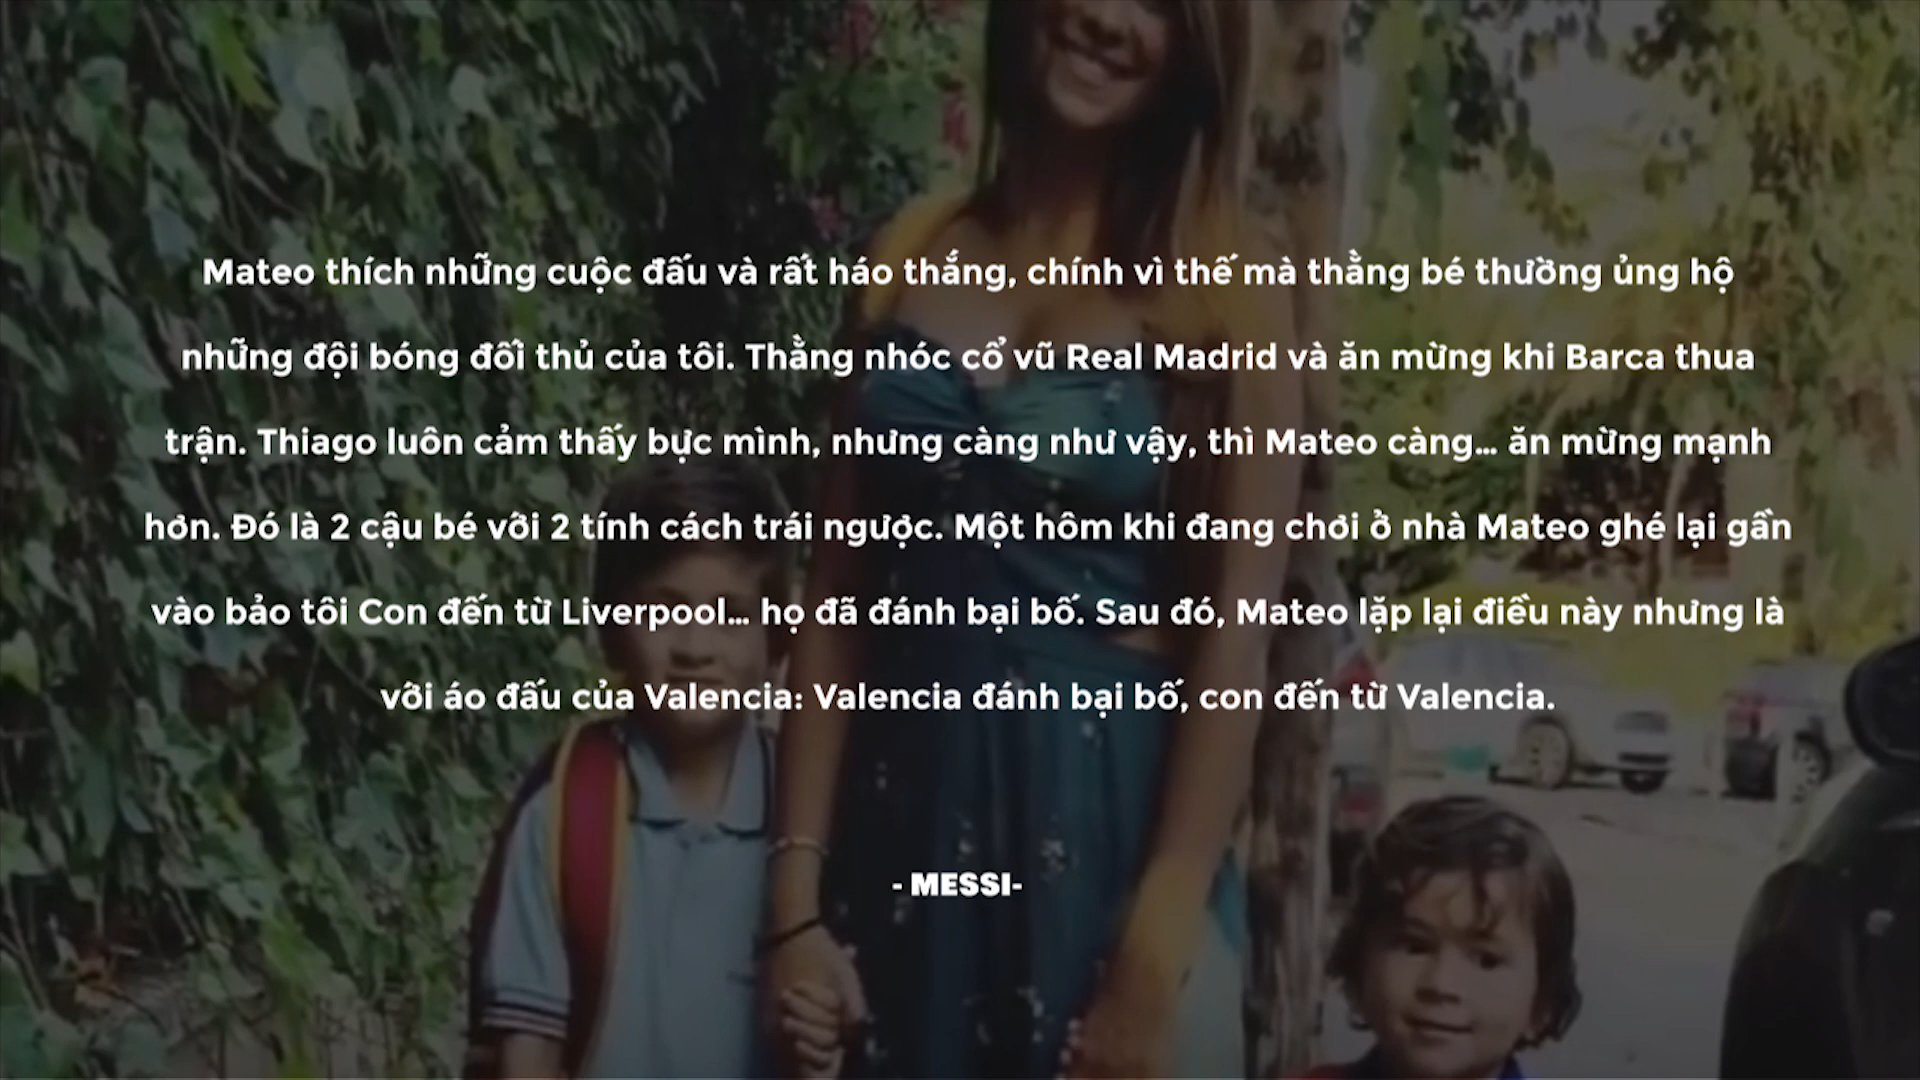 Mateo thích những cuộc đấu và rất háo thắng, chính vì thế mà thằng bé thường ủng hộ
những đội bóng đối thủ của tôi. Thằng nhóc cổ vũ Real Madrid và ăn mừng khi Barca thua
trận. Thiago luôn cảm thấy bực mình, nhưng càng như vậy, thì Mateo càng... ăn mừng mạnh
hơn. Đó là 2 cậu bé với 2 tính cách trái ngược. Một hôm khi đang chơi ở nhà Mateo ghé lại gần
vào bảo tôi Con đến từ Liverpool... họ đã đánh bại bố. Sau đó, Mateo lặp lại điều này nhưng là
với áo đấu của Valencia: Valencia đánh bại bố, con đến từ Valencia.
- MESSI-